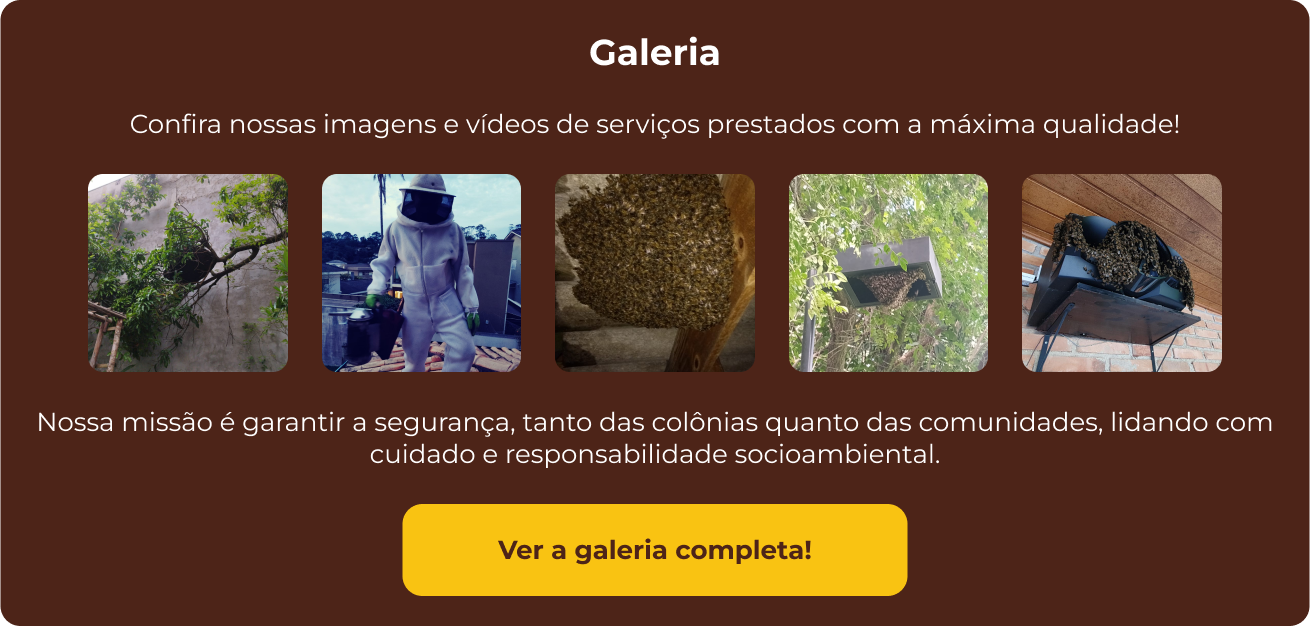 Galeria
Confira nossas imagens e vídeos de serviços prestados com a máxima qualidade!
Nossa missão é garantir a segurança, tanto das colônias quanto das comunidades, lidando com
cuidado e responsabilidade socioambiental.
Ver a galeria completa!